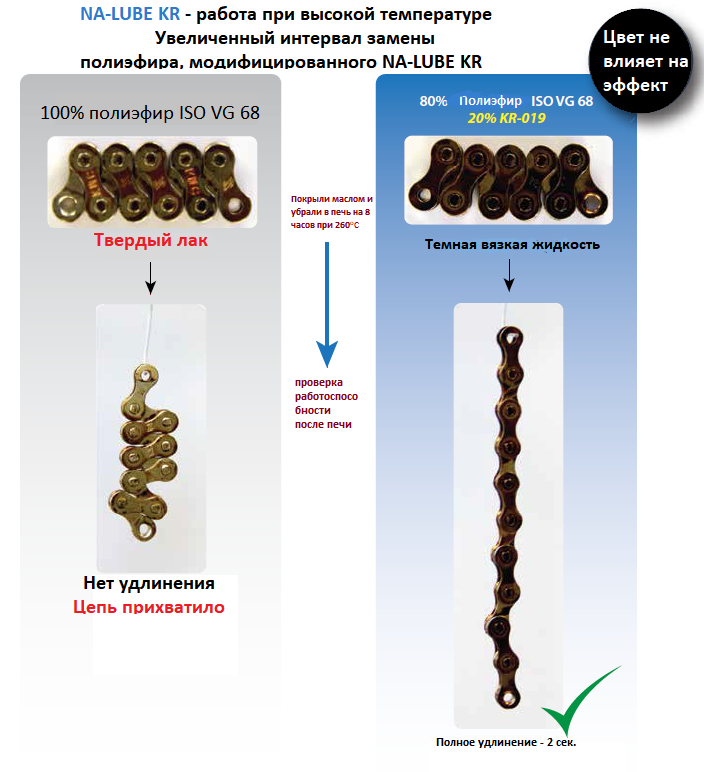 NA-LUBE KR - работа при высокой температуре
Увеличенный интервал замены
полиэфира, модифицированного NA-LUBE KR
Цвет не
влияет на
эффект
100% полиэфир ISO VG 68
80% Полиэфир ISO VG 68
20% KR-019
Твердый лак
Покрыли маслом и
убрали в печь на 8
часов при 260°C
Темная вязкая жидкость
проверка
работоспосо
бности
после печи
Нет удлинения
Цепь прихватило
Полное удлинение - 2 сек.